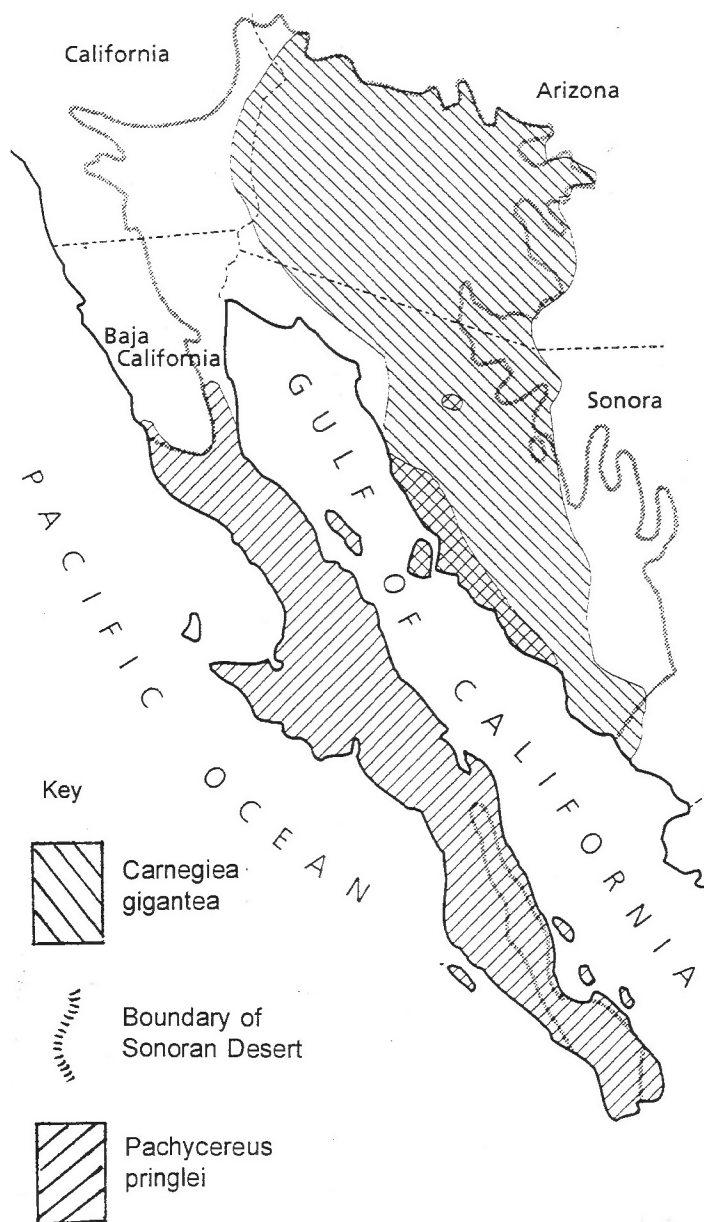 California
Arizona
Baja
California
Sonora
GULF OF CALIFORNIA
PACIFIC OCEAN
Key
Carnegiea
gigantea
Boundary of
Sonoran Desert
Pachycereus
pringlei